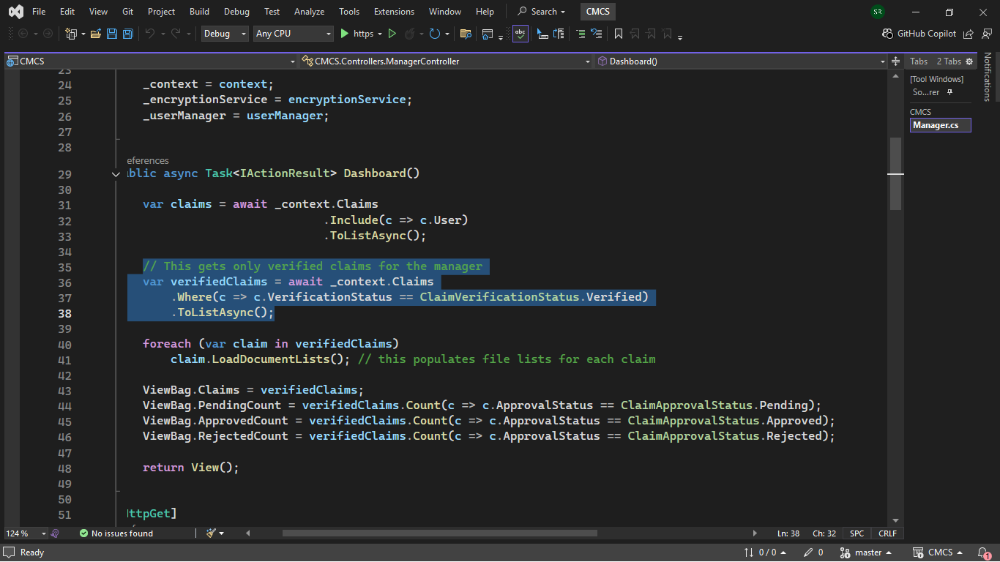 File Edit View Git Project Build Debug Test Analyze Tools Extensions Window Help Search CMCS SR
Debug Any CPU https abc GitHub Copilot
CMCS CMCS.Controllers.ManagerController Dashboard() Tabs 2 Tabs Notifications
[Tool Windows]
So...rer
CMCS
Manager.cs
23
24 _context = context;
25 _encryptionService = encryptionService;
26 _userManager = userManager;
27
28
eferences
29 ublic async Task<IActionResult> Dashboard()
30
31 var claims = await _context.Claims
32 .Include(c => c.User)
33 .ToListAsync();
34
35 // This gets only verified claims for the manager
36 var verifiedClaims = await _context.Claims
37 .Where(c => c.VerificationStatus == ClaimVerificationStatus.Verified)
38 .ToListAsync();
39
40 foreach (var claim in verifiedClaims)
41 claim.LoadDocumentLists(); // this populates file lists for each claim
42
43 ViewBag.Claims = verifiedClaims;
44 ViewBag.PendingCount = verifiedClaims.Count(c => c.ApprovalStatus == ClaimApprovalStatus.Pending);
45 ViewBag.ApprovedCount = verifiedClaims.Count(c => c.ApprovalStatus == ClaimApprovalStatus.Approved);
46 ViewBag.RejectedCount = verifiedClaims.Count(c => c.ApprovalStatus == ClaimApprovalStatus.Rejected);
47
48 return View();
49
50
51 HttpGet]
124 % No issues found Ln: 38 Ch: 32 SPC CRLF
Ready 0 / 0 0 master CMCS 1